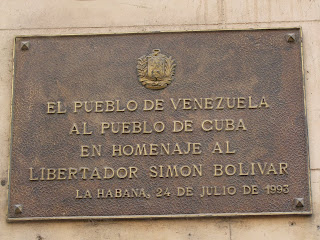 EL PUEBLO DE VENEZUELA
AL PUEBLO DE CUBA
EN HOMENAJE AL
LIBERTADOR SIMON BOLIVAR
LA HABANA, 24 DE JULIO DE 1993